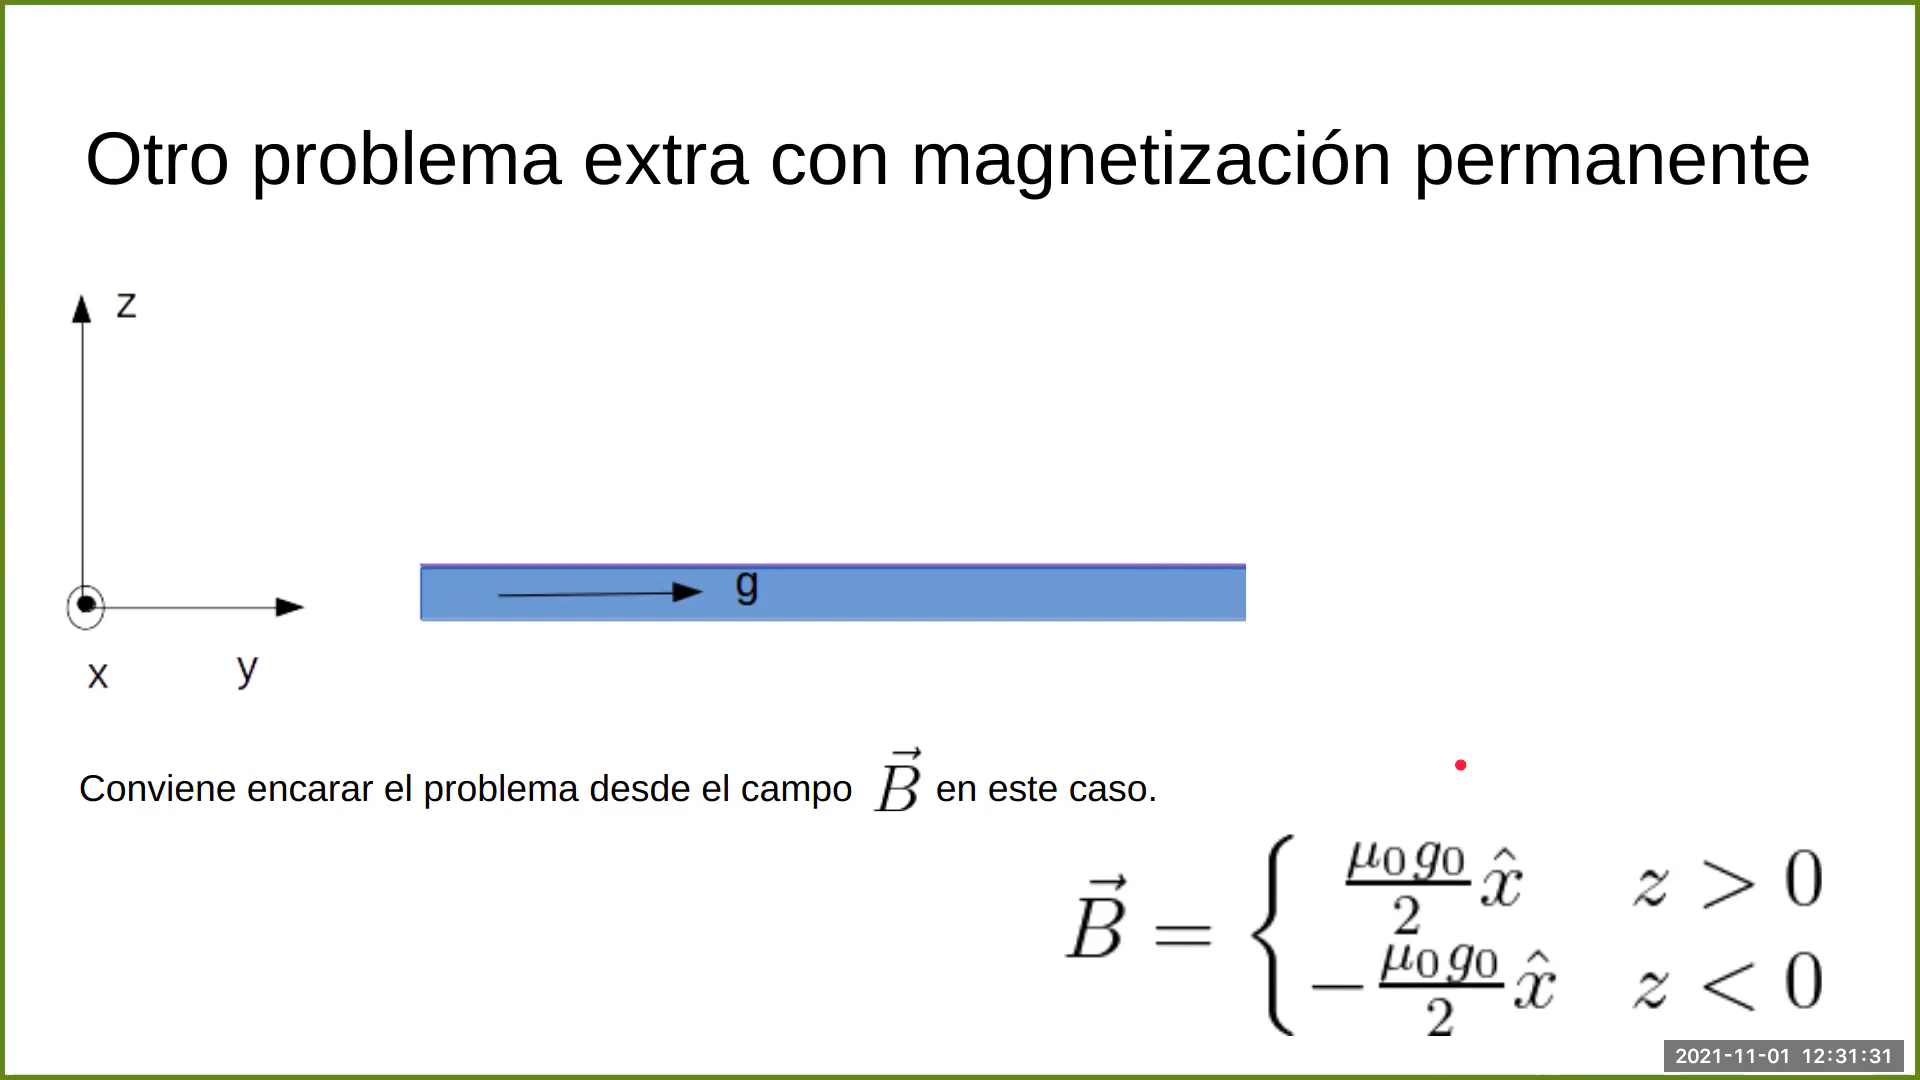 Otro problema extra con magnetización permanente
z
g
x
y
Conviene encarar el problema desde el campo $\vec{B}$ en este caso.
$\vec{B} = \begin{cases} \frac{\mu_0 g_0}{2}\hat{x} & z > 0 \\ -\frac{\mu_0 g_0}{2}\hat{x} & z < 0 \end{cases}$
2021-11-01 12:31:31